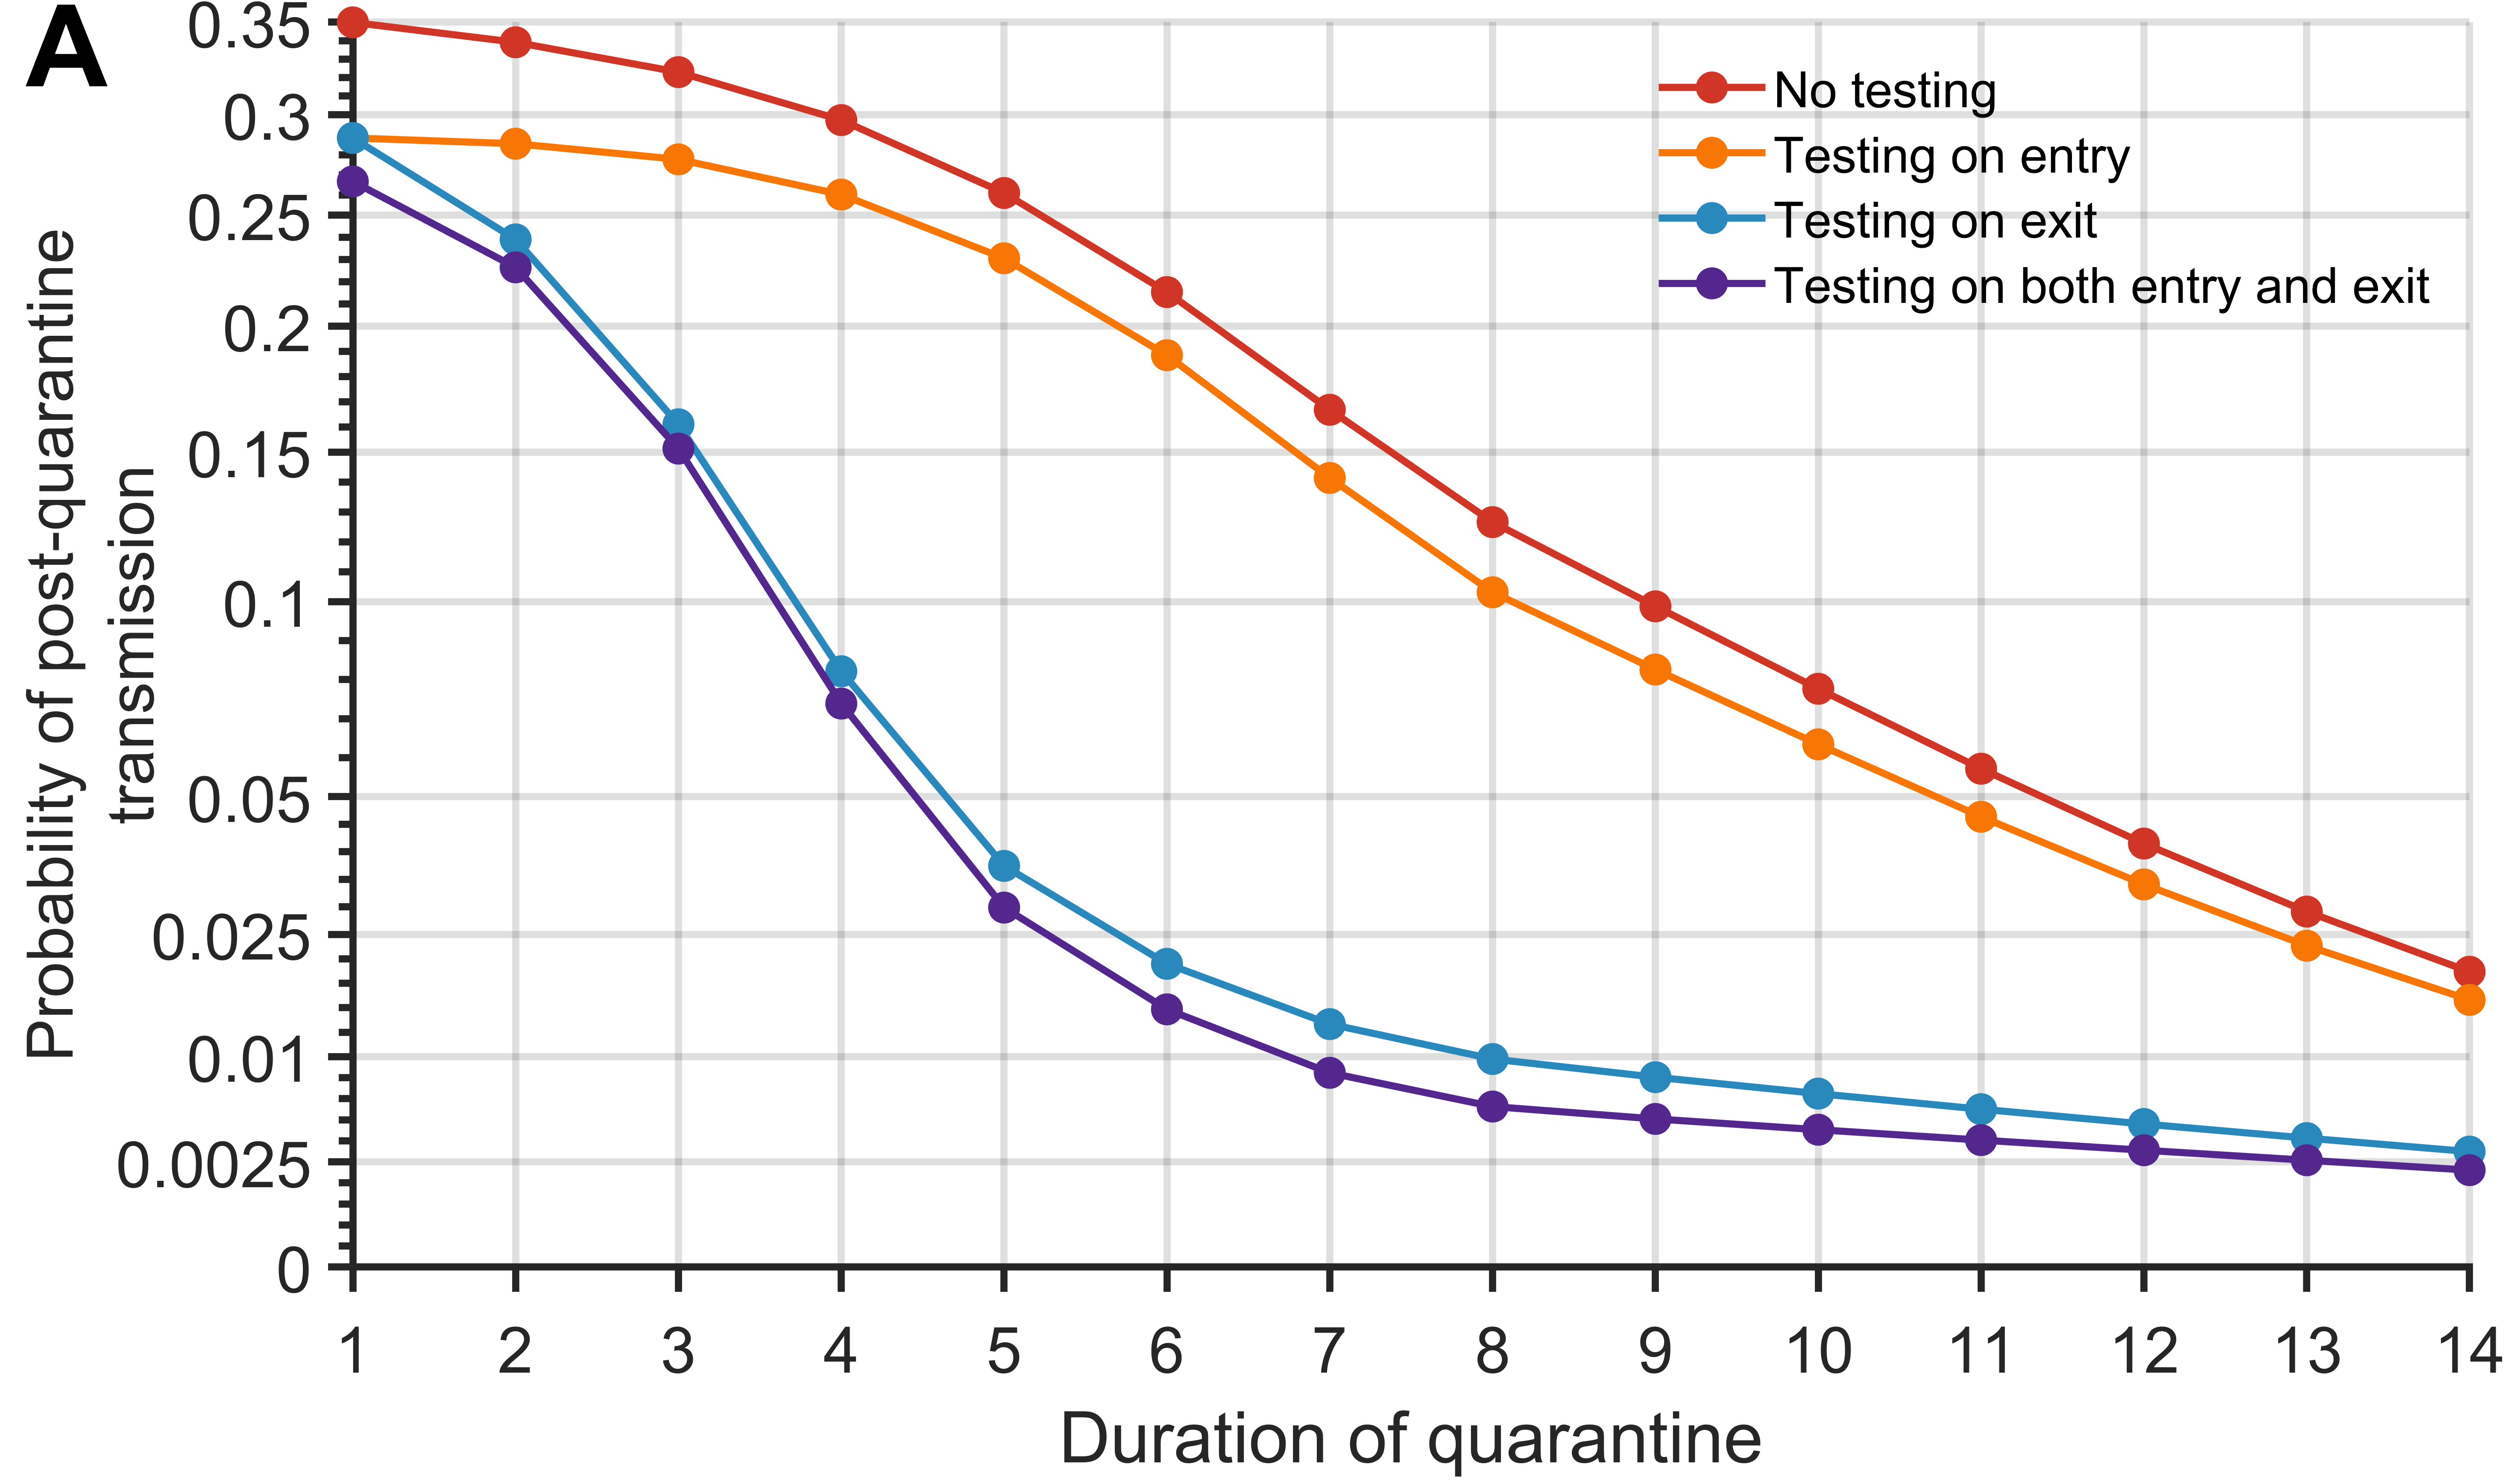 A
0.35
0.3
0.25
0.2
0.15
0.1
0.05
0.025
0.01
0.0025
0
Probability of post-quarantine
transmission
No testing
Testing on entry
Testing on exit
Testing on both entry and exit
1 2 3 4 5 6 7 8 9 10 11 12 13 14
Duration of quarantine